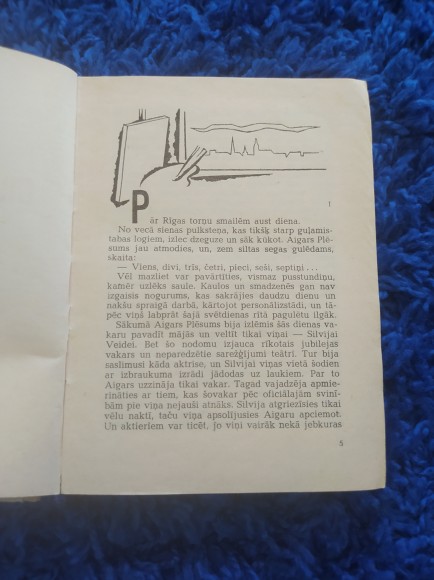 1
Pār Rīgas torņu smailēm aust diena.
No vecā sienas pulksteņa, kas tikšķ starp guļamis-
tabas logiem, izlec dzeguze un sāk kūkot. Aigars Plē-
sums jau atmodies, un, zem siltas segas gulēdams,
skaita:
— Viens, divi, trīs, četri, pieci, seši, septiņi...
Vēl mazliet var pavārtīties, vismaz pusstundiņu,
kamēr uzlēks saule. Kaulos un smadzenēs gan nav
izgaisis nogurums, kas sakrājies daudzu dienu un
nakšu spraigā darbā, kārtojot personālizstādi, un tā-
pēc viņš labprāt šajā svētdienas rītā pagulētu ilgāk.
Sākumā Aigars Plēsums bija izlēmis šās dienas va-
karu pavadīt mājās un veltīt tikai viņai — Silvijai
Veidei. Bet šo nodomu izjauca rīkotais jubilejas
vakars un neparedzētie sarežģījumi teātrī. Tur bija
saslimusi kāda aktrise, un Silvijai viņas vietā šodien
ar izbraukuma izrādi jādodas uz laukiem. Par to
Aigars uzzināja tikai vakar. Tagad vajadzēja apmie-
rināties ar tiem, kas šovakar pēc oficiālajām svinī-
bām pie viņa nejauši atnāks. Silvija atgriezīsies tikai
vēlu naktī, taču viņa apsolījusies Aigaru apciemot.
Un aktieriem var ticēt, jo viņi vairāk nekā jebkuras
5